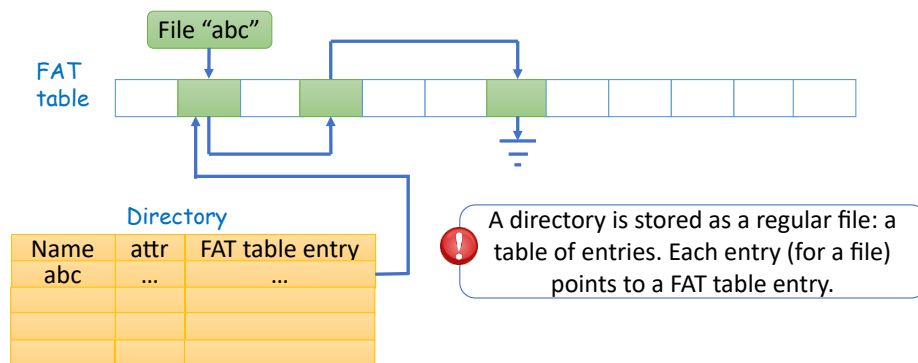 File “abc”
FAT
table
Directory
Name attr FAT table entry
abc ... ...
A directory is stored as a regular file: a
table of entries. Each entry (for a file)
points to a FAT table entry.